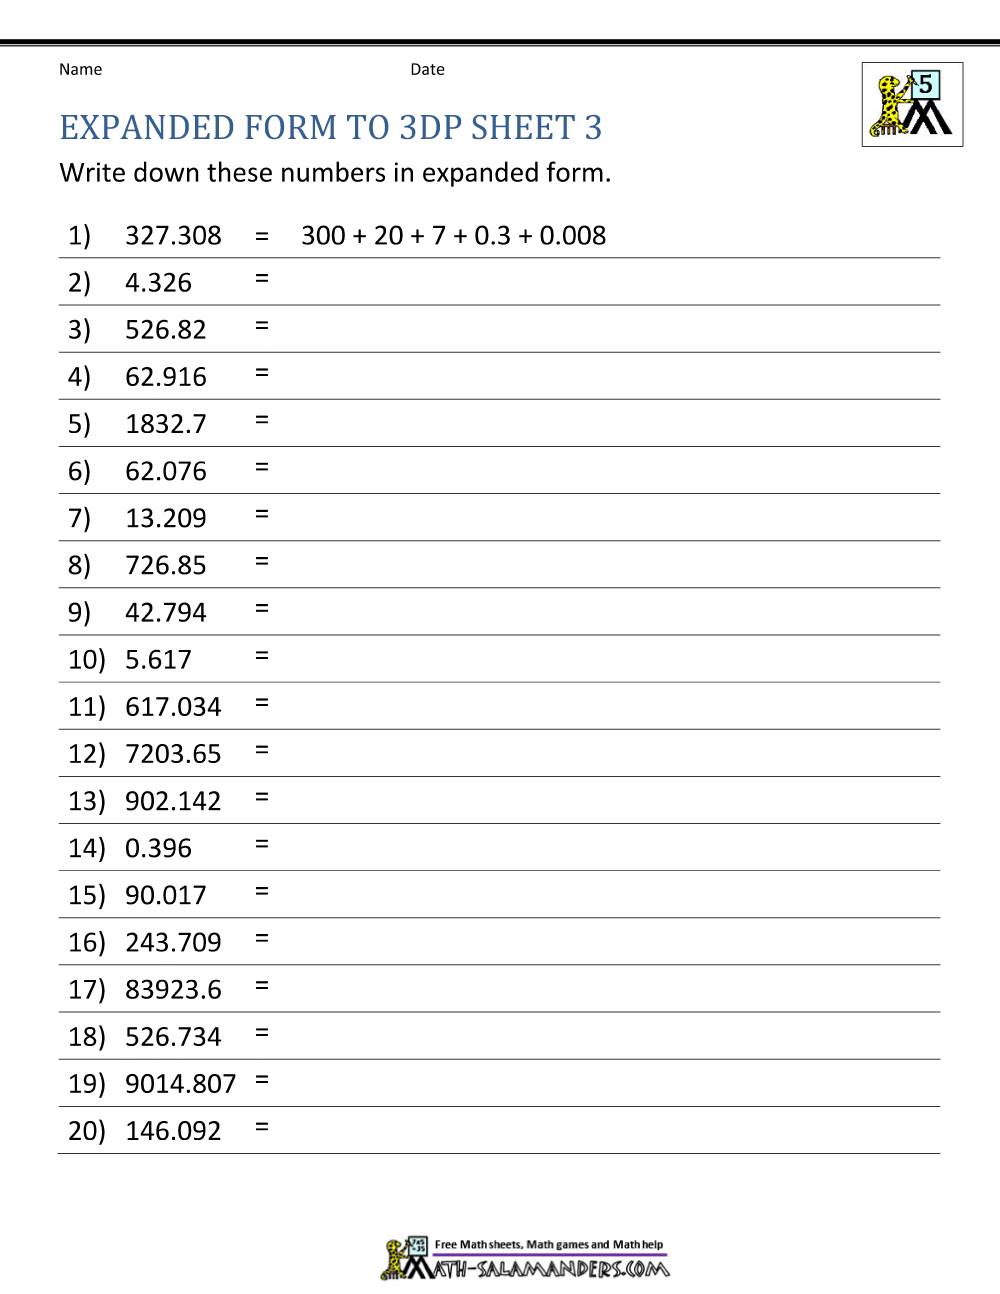 Name Date
5
EXPANDED FORM TO 3DP SHEET 3
Write down these numbers in expanded form.
1) 327.308 = 300 + 20 + 7 + 0.3 + 0.008
2) 4.326 =
3) 526.82 =
4) 62.916 =
5) 1832.7 =
6) 62.076 =
7) 13.209 =
8) 726.85 =
9) 42.794 =
10) 5.617 =
11) 617.034 =
12) 7203.65 =
13) 902.142 =
14) 0.396 =
15) 90.017 =
16) 243.709 =
17) 83923.6 =
18) 526.734 =
19) 9014.807 =
20) 146.092 =
7x5
=35
Free Math sheets, Math games and Math help
MATH-SALAMANDERS.COM